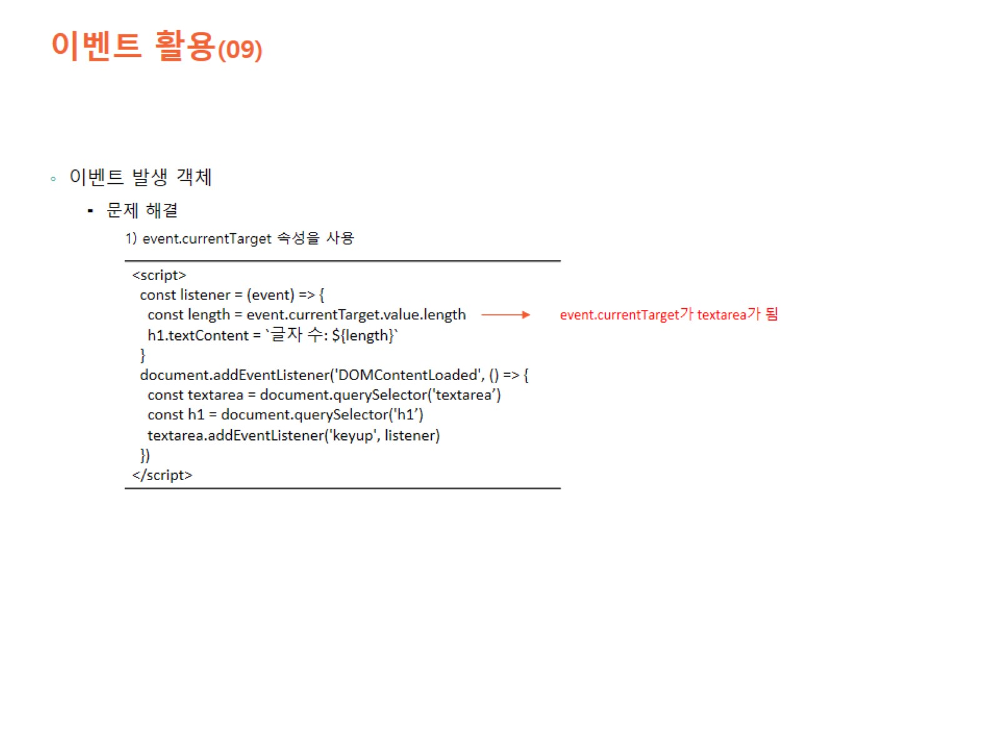 이벤트 활용(09)
◦ 이벤트 발생 객체
▪ 문제 해결
1) event.currentTarget 속성을 사용
<script>
const listener = (event) => {
const length = event.currentTarget.value.length
event.currentTarget가 textarea가 됨
h1.textContent = `글자 수: ${length}`
}
document.addEventListener('DOMContentLoaded', () => {
const textarea = document.querySelector('textarea’)
const h1 = document.querySelector('h1’)
textarea.addEventListener('keyup', listener)
})
</script>